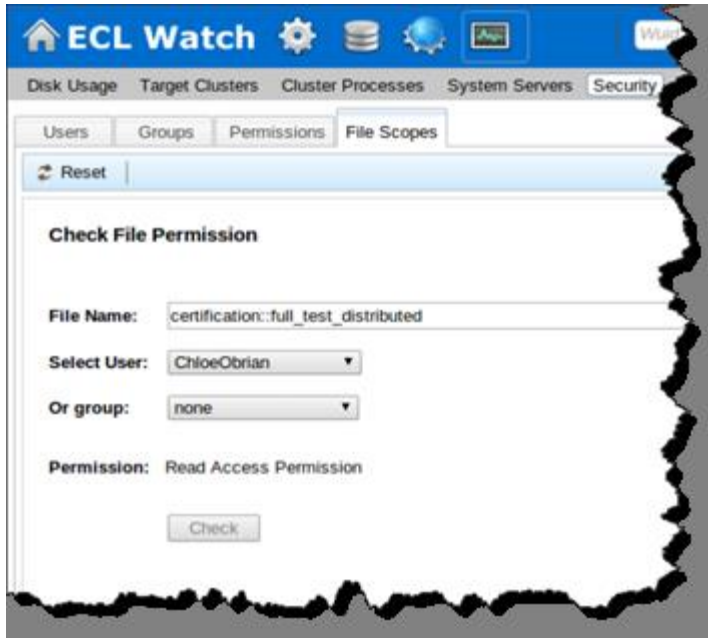 ECL Watch
Disk Usage Target Clusters Cluster Processes System Servers Security
Users Groups Permissions File Scopes
Reset
Check File Permission
File Name: certification::full_test_distributed
Select User: ChloeObrian
Or group: none
Permission: Read Access Permission
Check